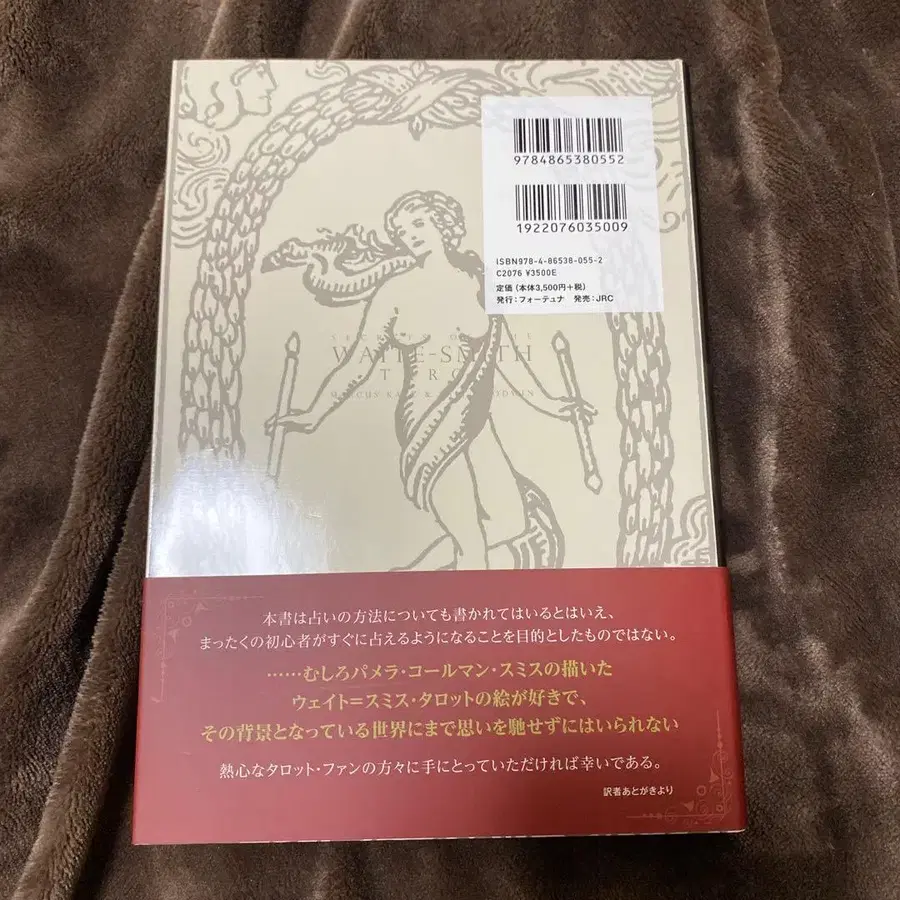 9784865380552
1922076035009
ISBN978-4-86538-055-2
C2076 ¥3500E
定価(本体3,500円+税)
発行:フォーテュナ 発売:JRC
SECRETS OF THE
WAITE-SMITH
TAROT
MARCUS KATZ & GOODWIN
本書は占いの方法についても書かれてはいるとはいえ、
まったくの初心者がすぐに占えるようになることを目的としたものではない。
……むしろパメラ・コールマン・スミスの描いた
ウェイト=スミス・タロットの絵が好きで、
その背景となっている世界にまで思いを馳せずにはいられない
熱心なタロット・ファンの方々に手にとっていただければ幸いである。
訳者あとがきより